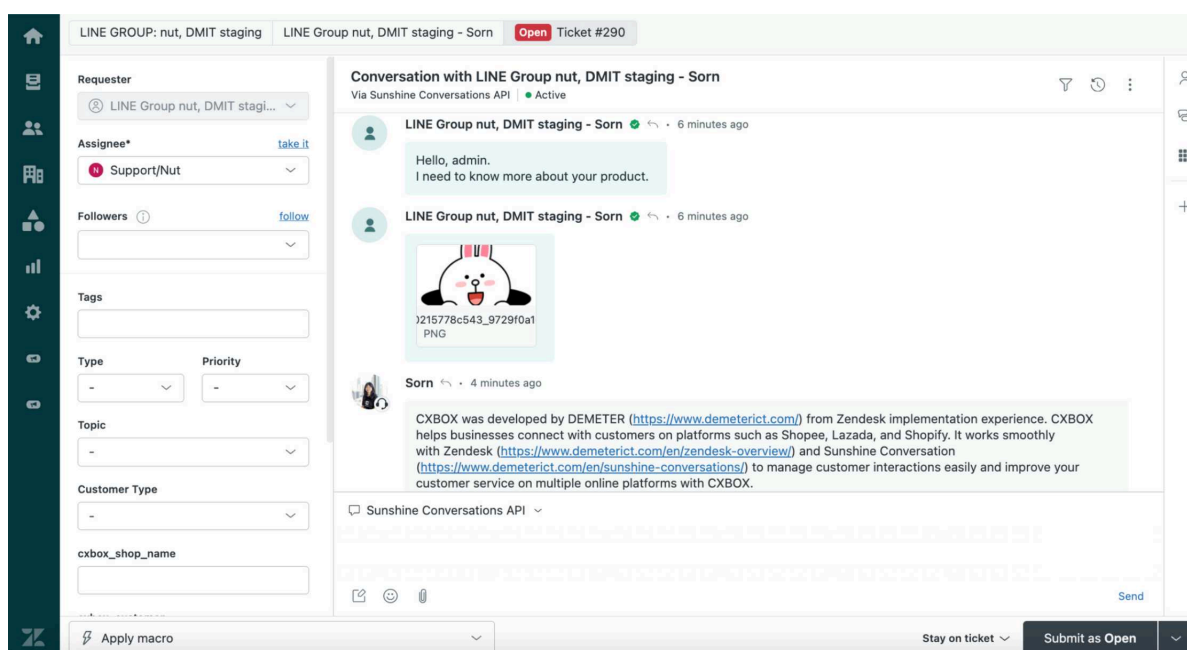 LINE GROUP: nut, DMIT staging
LINE Group nut, DMIT staging - Sorn
Open Ticket #290
Requester
LINE Group nut, DMIT stagi...
Assignee*
take it
N
Support/Nut
Followers
follow
Tags
Type
Priority
-
-
Topic
-
Customer Type
-
cxbox_shop_name
Conversation with LINE Group nut, DMIT staging - Sorn
Via Sunshine Conversations API
Active
LINE Group nut, DMIT staging - Sorn • 6 minutes ago
Hello, admin.
I need to know more about your product.
LINE Group nut, DMIT staging - Sorn • 6 minutes ago
)215778c543_9729f0a1
PNG
Sorn • 4 minutes ago
CXBOX was developed by DEMETER (https://www.demeterict.com/) from Zendesk implementation experience. CXBOX
helps businesses connect with customers on platforms such as Shopee, Lazada, and Shopify. It works smoothly
with Zendesk (https://www.demeterict.com/en/zendesk-overview/) and Sunshine Conversation
(https://www.demeterict.com/en/sunshine-conversations/) to manage customer interactions easily and improve your
customer service on multiple online platforms with CXBOX.
Sunshine Conversations API
Send
Apply macro
Stay on ticket
Submit as Open